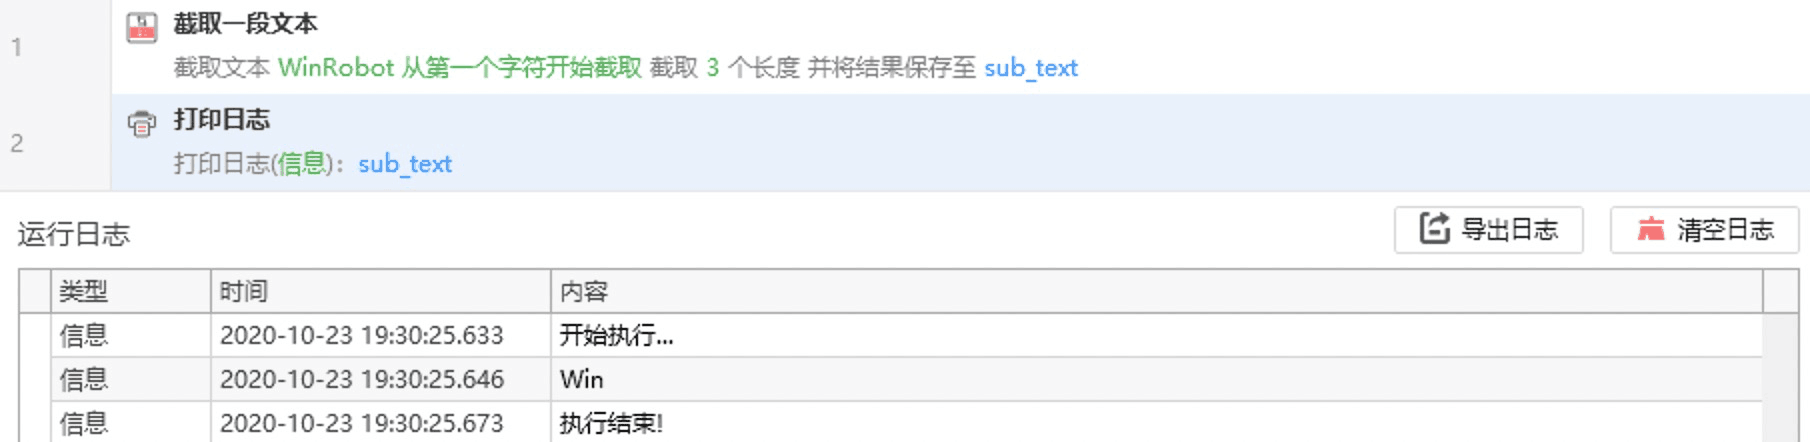 1
截取一段文本
截取文本 WinRobot 从第一个字符开始截取 截取 3 个长度 并将结果保存至 sub_text
2
打印日志
打印日志(信息)：sub_text
运行日志 导出日志 清空日志
类型 时间 内容
信息 2020-10-23 19:30:25.633 开始执行...
信息 2020-10-23 19:30:25.646 Win
信息 2020-10-23 19:30:25.673 执行结束!